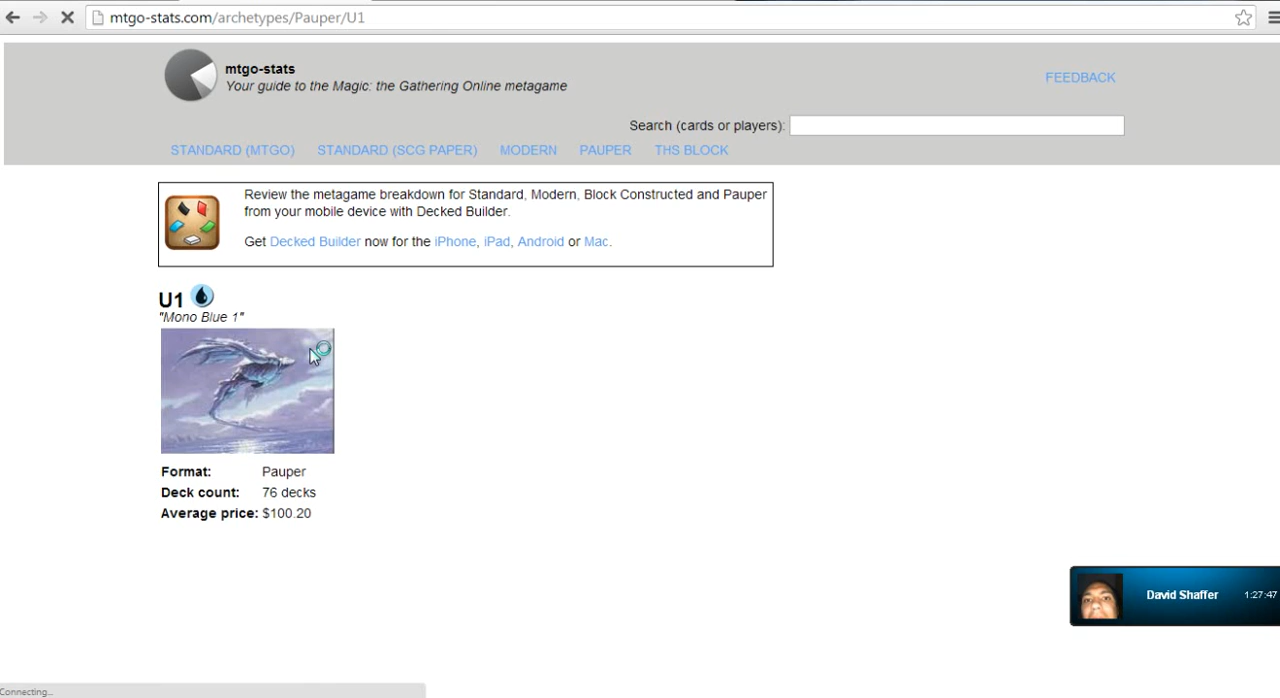 mtgo-stats.com/archetypes/Pauper/U1
mtgo-stats
Your guide to the Magic: the Gathering Online metagame
FEEDBACK
Search (cards or players):
STANDARD (MTGO) STANDARD (SCG PAPER) MODERN PAUPER THS BLOCK
Review the metagame breakdown for Standard, Modern, Block Constructed and Pauper
from your mobile device with Decked Builder.
Get Decked Builder now for the iPhone, iPad, Android or Mac.
U1
"Mono Blue 1"
Format: Pauper
Deck count: 76 decks
Average price: $100.20
David Shaffer 1:27:47
Connecting...